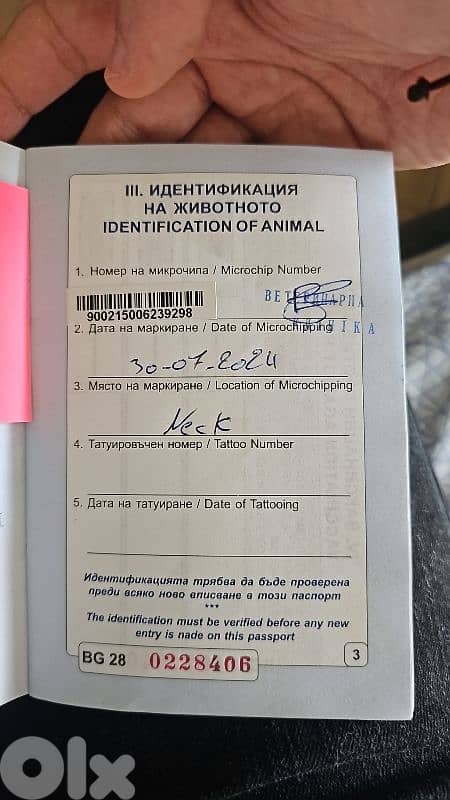 III. ИДЕНТИФИКАЦИЯ
НА ЖИВОТНОТО
IDENTIFICATION OF ANIMAL
1. Номер на микрочипа / Microchip Number
900215006239298
2. Дата на маркиране / Date of Microchipping
30-07-2024
3. Място на маркиране / Location of Microchipping
Neck
4. Татуировъчен номер / Tattoo Number
5. Дата на татуиране / Date of Tattooing
Идентификацията трябва да бъде проверена
преди всяко ново вписване в този паспорт
***
The identification must be verified before any new
entry is nade on this passport
BG 28 0228406
3
OLX